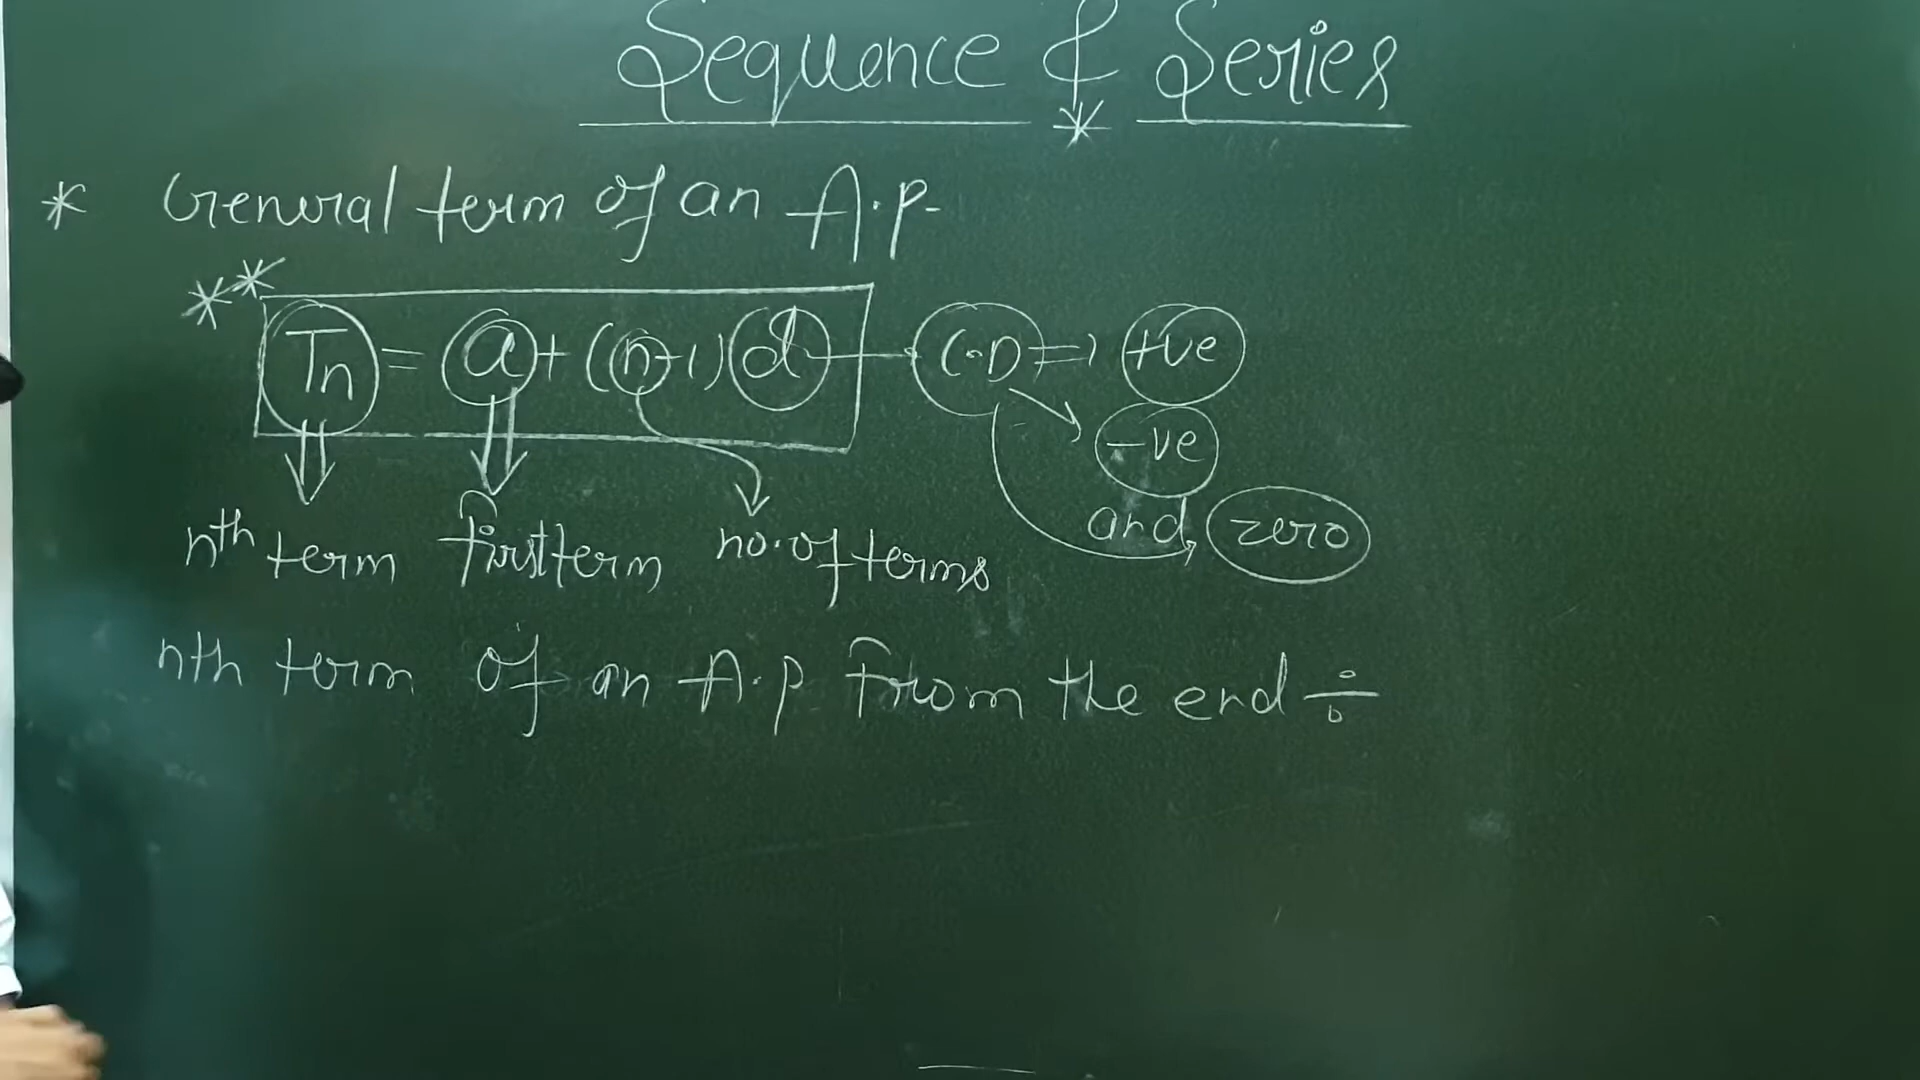 Sequence & Series
* General term of an A.P.
** Tn = a + (n-1)d → C.D ⇒ +ve
-ve
and zero
nth term first term no. of terms
nth term of an A.P from the end ÷